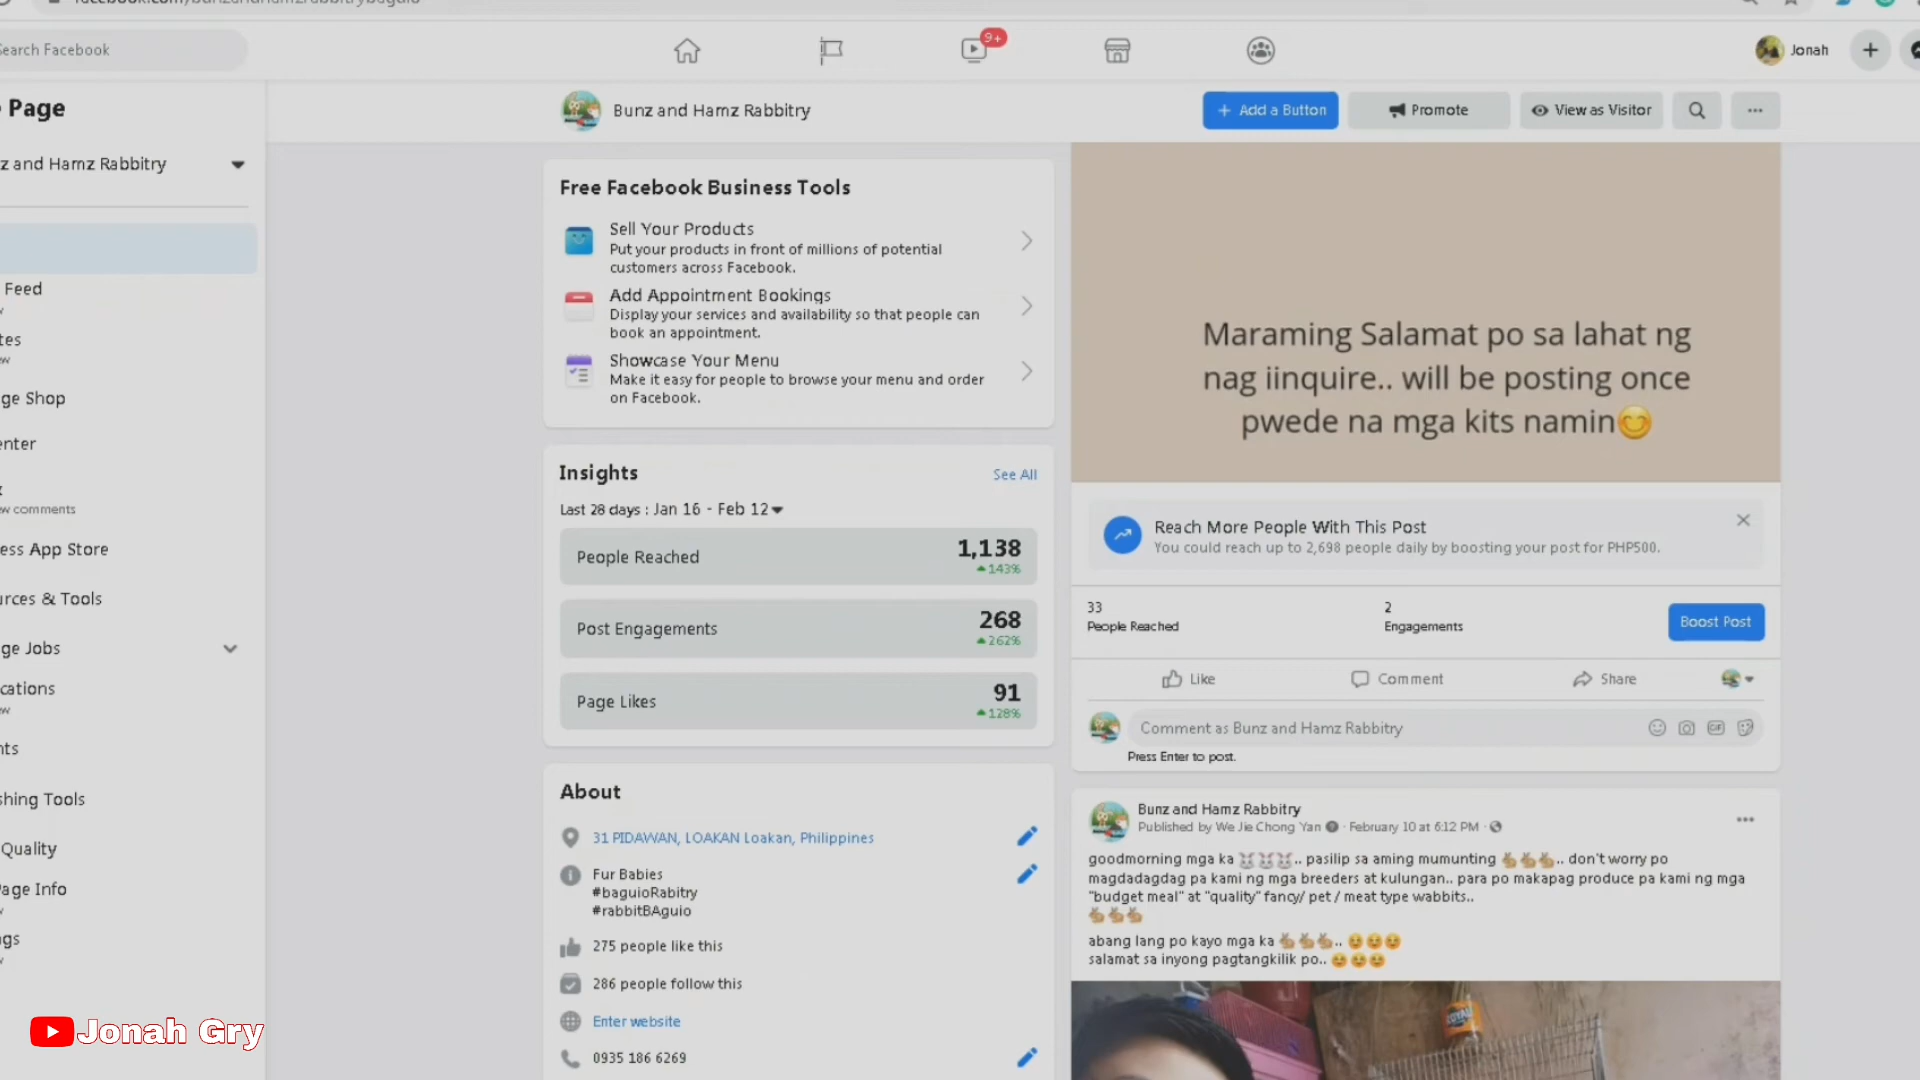 Search Facebook
9+
Jonah
Page
z and Hamz Rabbitry
Feed
ge Shop
w comments
ess App Store
urces & Tools
ge Jobs
cations
shing Tools
Quality
Page Info
Bunz and Hamz Rabbitry
+ Add a Button
Promote
View as Visitor
Free Facebook Business Tools
Sell Your Products
Put your products in front of millions of potential
customers across Facebook.
Add Appointment Bookings
Display your services and availability so that people can
book an appointment.
Showcase Your Menu
Make it easy for people to browse your menu and order
on Facebook.
Insights
See All
Last 28 days : Jan 16 - Feb 12
People Reached
1,138
143%
Post Engagements
268
262%
Page Likes
91
128%
About
31 PIDAWAN, LOAKAN Loakan, Philippines
Fur Babies
#baguioRabitry
#rabbitBAguio
275 people like this
286 people follow this
Enter website
0935 186 6269
Maraming Salamat po sa lahat ng
nag iinquire.. will be posting once
pwede na mga kits namin😊
Reach More People With This Post
You could reach up to 2,698 people daily by boosting your post for PHP500.
33
People Reached
2
Engagements
Boost Post
Like
Comment
Share
Comment as Bunz and Hamz Rabbitry
GIF
Press Enter to post.
Bunz and Hamz Rabbitry
Published by We Jie Chong Yan · February 10 at 6:12 PM ·
goodmorning mga ka 🐰🐰🐰.. pasilip sa aming mumunting 🐇🐇🐇.. don't worry po
magdadagdag pa kami ng mga breeders at kulungan.. para po makapag produce pa kami ng mga
"budget meal" at "quality" fancy/ pet / meat type wabbits..
🐇🐇🐇
abang lang po kayo mga ka 🐇🐇🐇.. ☺️☺️☺️
salamat sa inyong pagtangkilik po.. ☺️☺️☺️
ROYAL
Jonah Gry